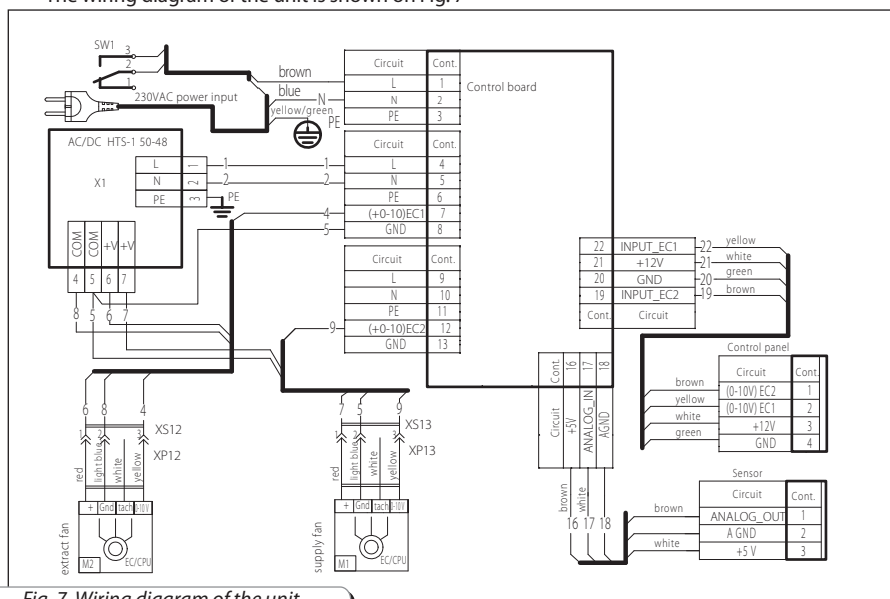 The wiring diagram of the unit is shown on Fig. 7
SW1
3
2
1
230VAC power input
brown
blue
N
yellow/green
PE
Circuit Cont.
L 1
N 2
PE 3
Control board
AC/DC HTS-1 50-48
X1
L 1
N 2
PE 3
PE
1 1
2 2
4
5
Circuit Cont.
L 4
N 5
PE 6
(+0-10)EC1 7
GND 8
COM COM +V +V
4 5 6 7
8 5 6 7
9
Circuit Cont.
L 9
N 10
PE 11
(+0-10)EC2 12
GND 13
22 INPUT_EC1 22 yellow
21 +12V 21 white
20 GND 20 green
19 INPUT_EC2 19 brown
Cont. Circuit
Control panel
Circuit Cont.
brown (0-10V) EC2 1
yellow (0-10V) EC1 2
white +12V 3
green GND 4
Cont. 16 17 18
Circuit +5V ANALOG_IN AGND
brown white
16 17 18
Sensor
Circuit Cont.
brown ANALOG_OUT 1
A GND 2
white +5 V 3
6 8 4
XS12
1 2 3
XP12
red light blue white yellow
+ Gnd tach 0-10 V
extract fan
M2
EC/CPU
7 5 9
XS13
1 2 3
XP13
red light blue white yellow
+ Gnd tach 0-10V
supply fan
M1
EC/CPU
Fig. 7. Wiring diagram of the unit